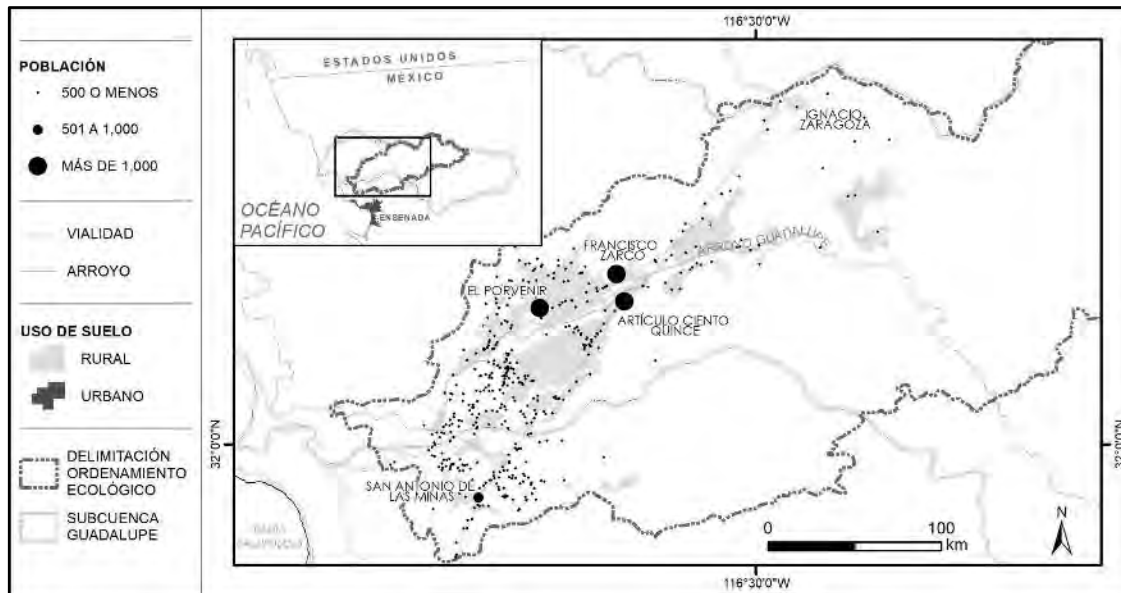 POBLACIÓN
500 O MENOS
501 A 1,000
MÁS DE 1,000
VIALIDAD
ARROYO
USO DE SUELO
RURAL
URBANO
DELIMITACIÓN
ORDENAMIENTO
ECOLÓGICO
SUBCUENCA
GUADALUPE
116°30'0"W
ESTADOS UNIDOS
MÉXICO
OCÉANO
PACÍFICO
ENSENADA
IGNACIO
ZARAGOZA
ARROYO GUADALUPE
FRANCISCO
ZARCO
EL PORVENIR
ARTÍCULO CIENTO
QUINCE
32°0'0"N
32°0'0"N
SAN ANTONIO DE
LAS MINAS
0
100
km
N
116°30'0"W